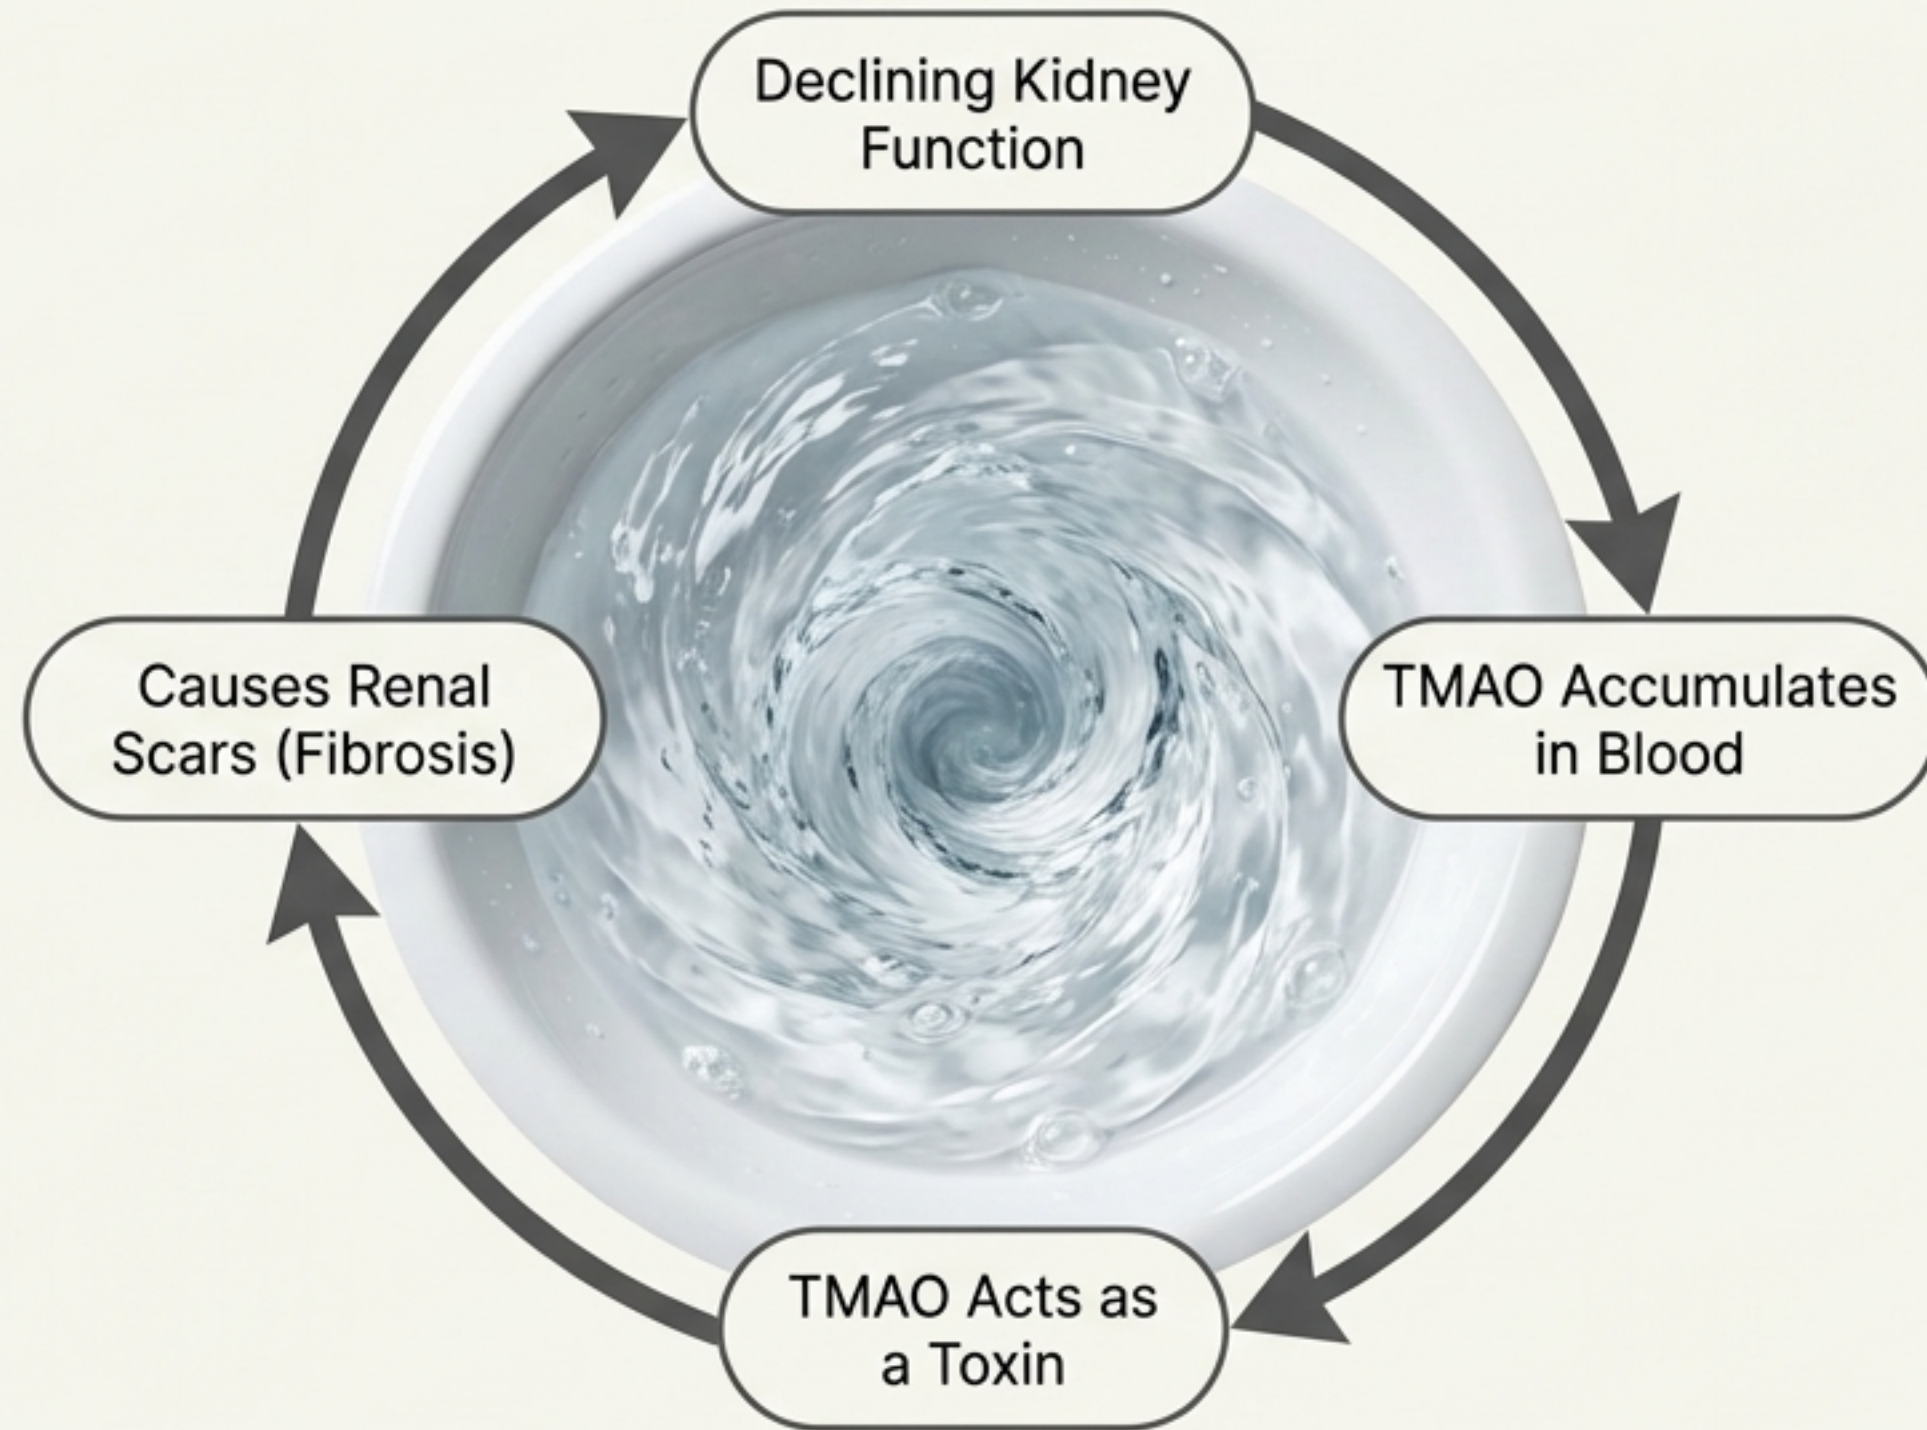 Declining Kidney
Function
TMAO Accumulates
in Blood
TMAO Acts as
a Toxin
Causes Renal
Scars (Fibrosis)